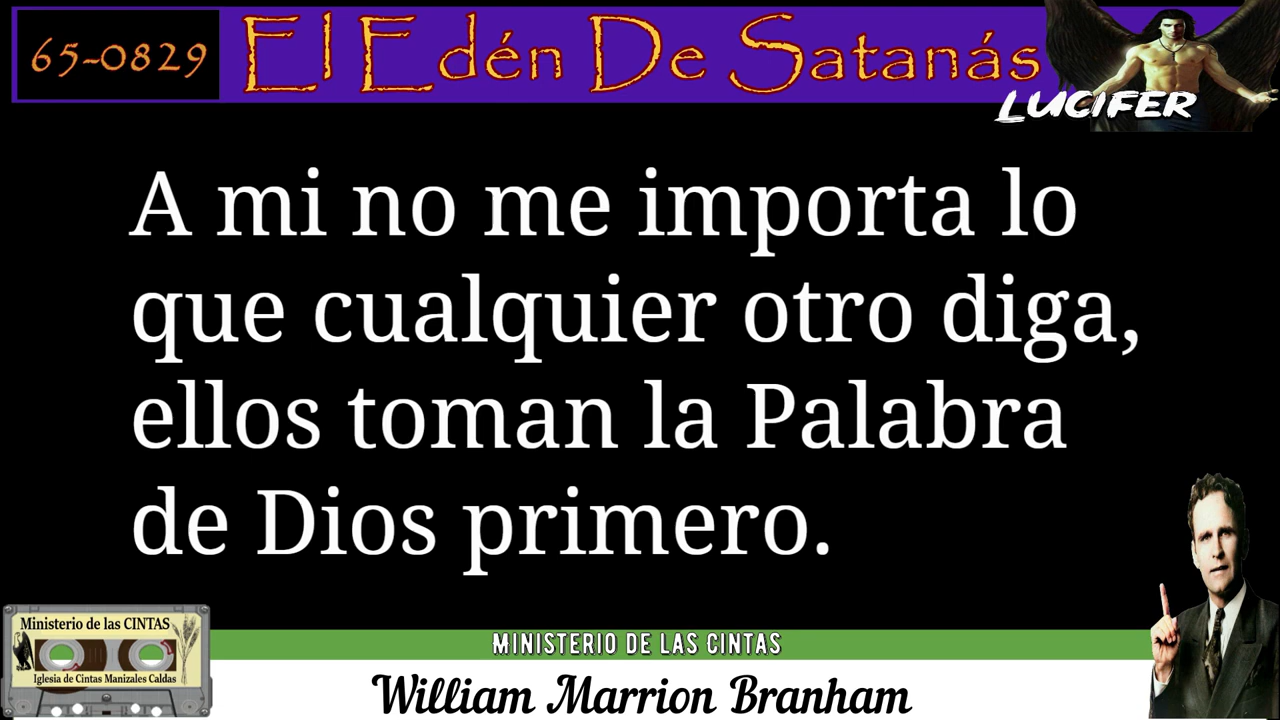 65-0829
El Edén De Satanás
LUCIFER
A mi no me importa lo
que cualquier otro diga,
ellos toman la Palabra
de Dios primero.
Ministerio de las CINTAS
Iglesia de Cintas Manizales Caldas
MINISTERIO DE LAS CINTAS
William Marrion Branham